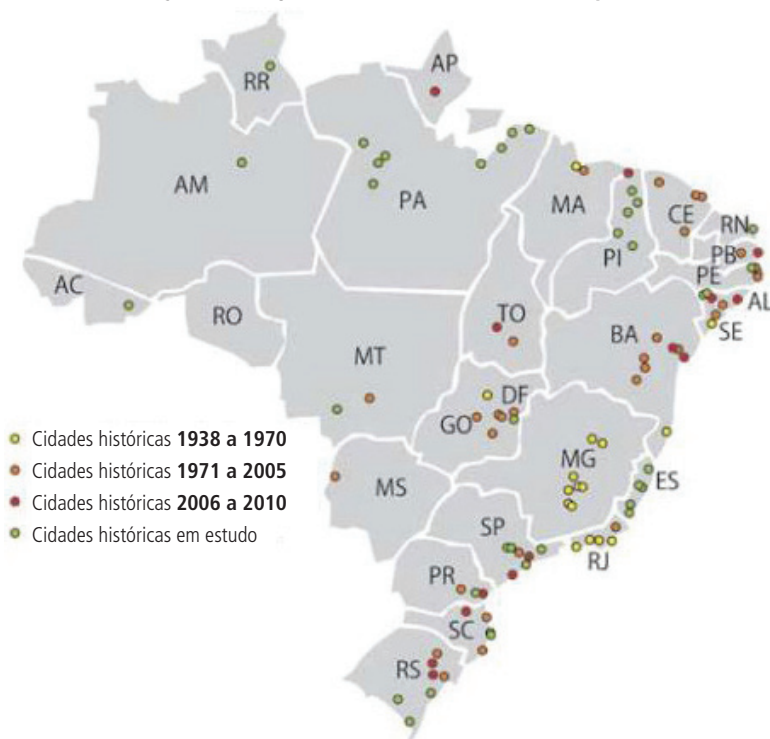 AP
RR
AM
PA
MA
CE
RN
PB
PI
PE
AC
AL
TO
RO
SE
BA
MT
DF
GO
Cidades históricas 1938 a 1970
MG
Cidades históricas 1971 a 2005
ES
MS
Cidades históricas 2006 a 2010
SP
Cidades históricas em estudo
RJ
PR
SC
RS